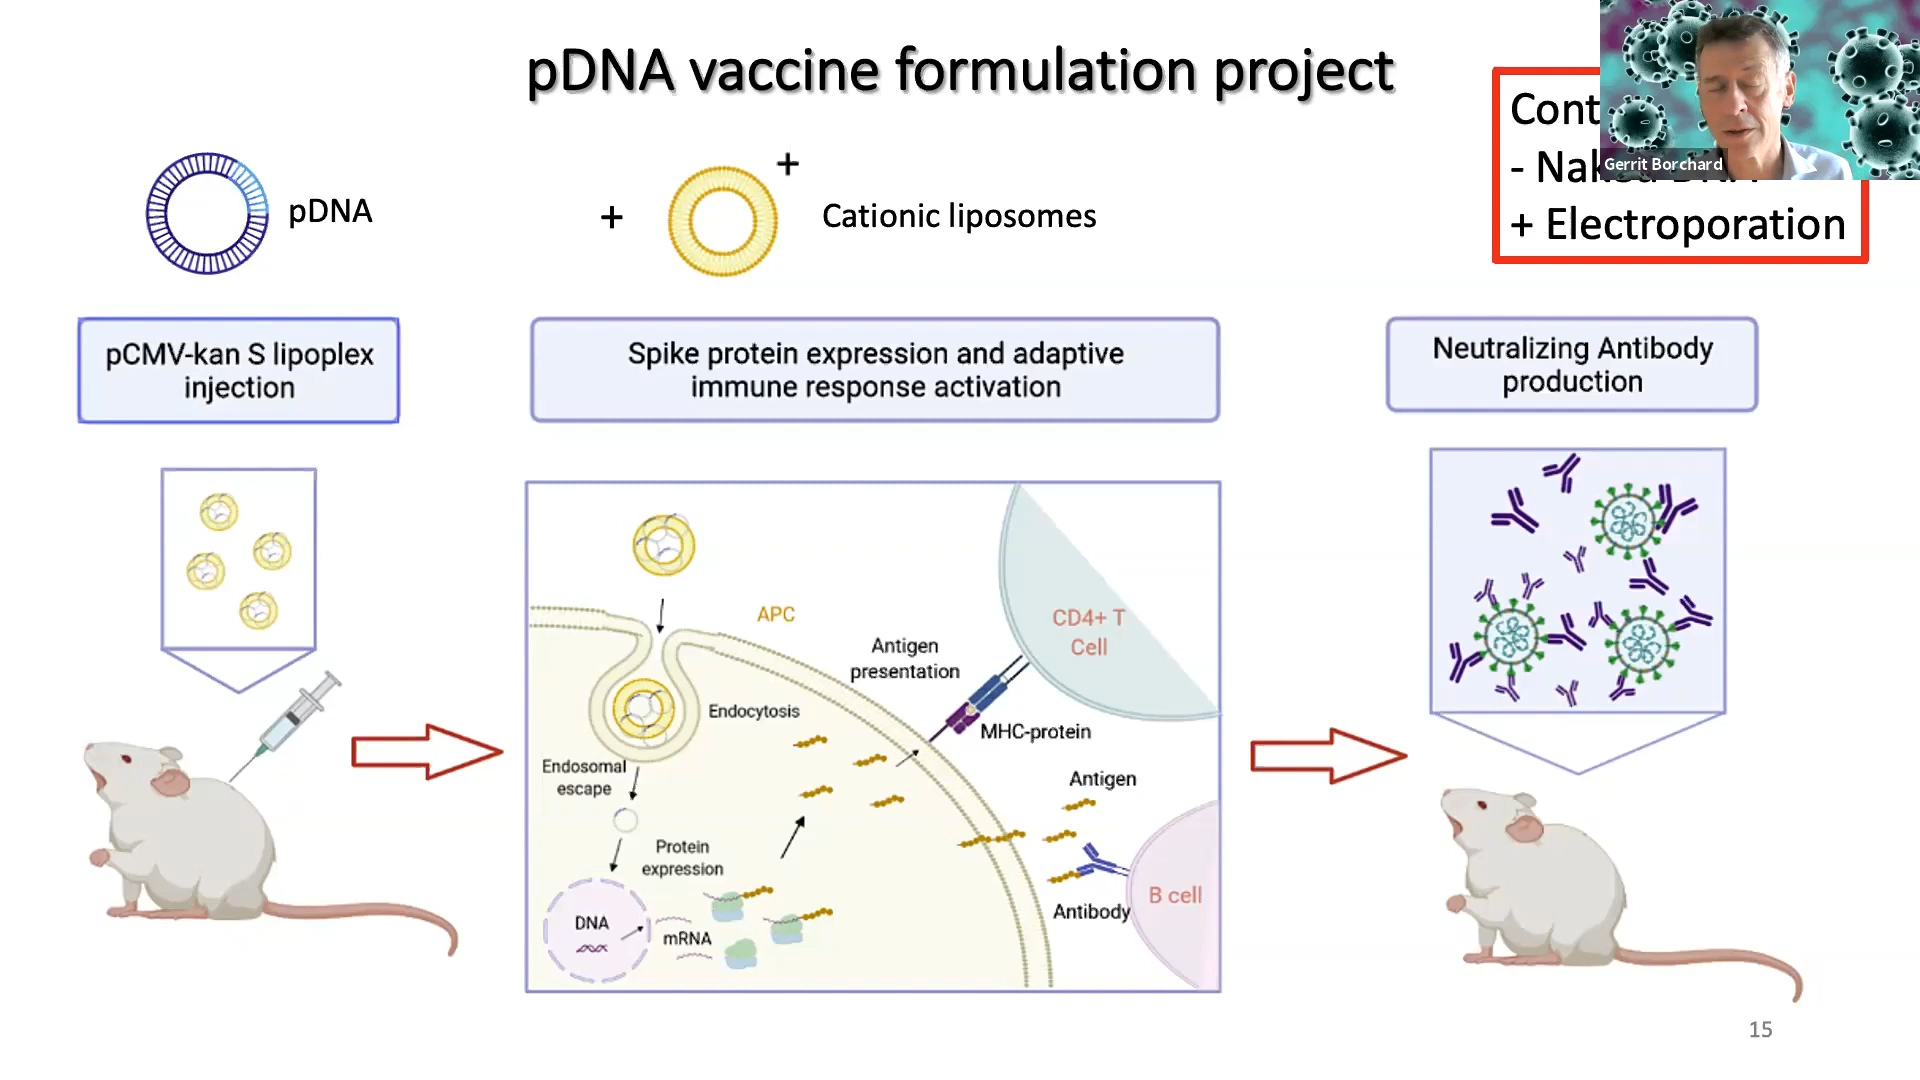 pDNA vaccine formulation project
Gerrit Borchard
Cont
- Naked DNA
+ Electroporation
pDNA
+
+
Cationic liposomes
pCMV-kan S lipoplex
injection
Spike protein expression and adaptive
immune response activation
Neutralizing Antibody
production
APC
CD4+ T
Cell
Antigen
presentation
MHC-protein
Endocytosis
Endosomal
escape
Antigen
Protein
expression
B cell
Antibody
DNA
mRNA
15